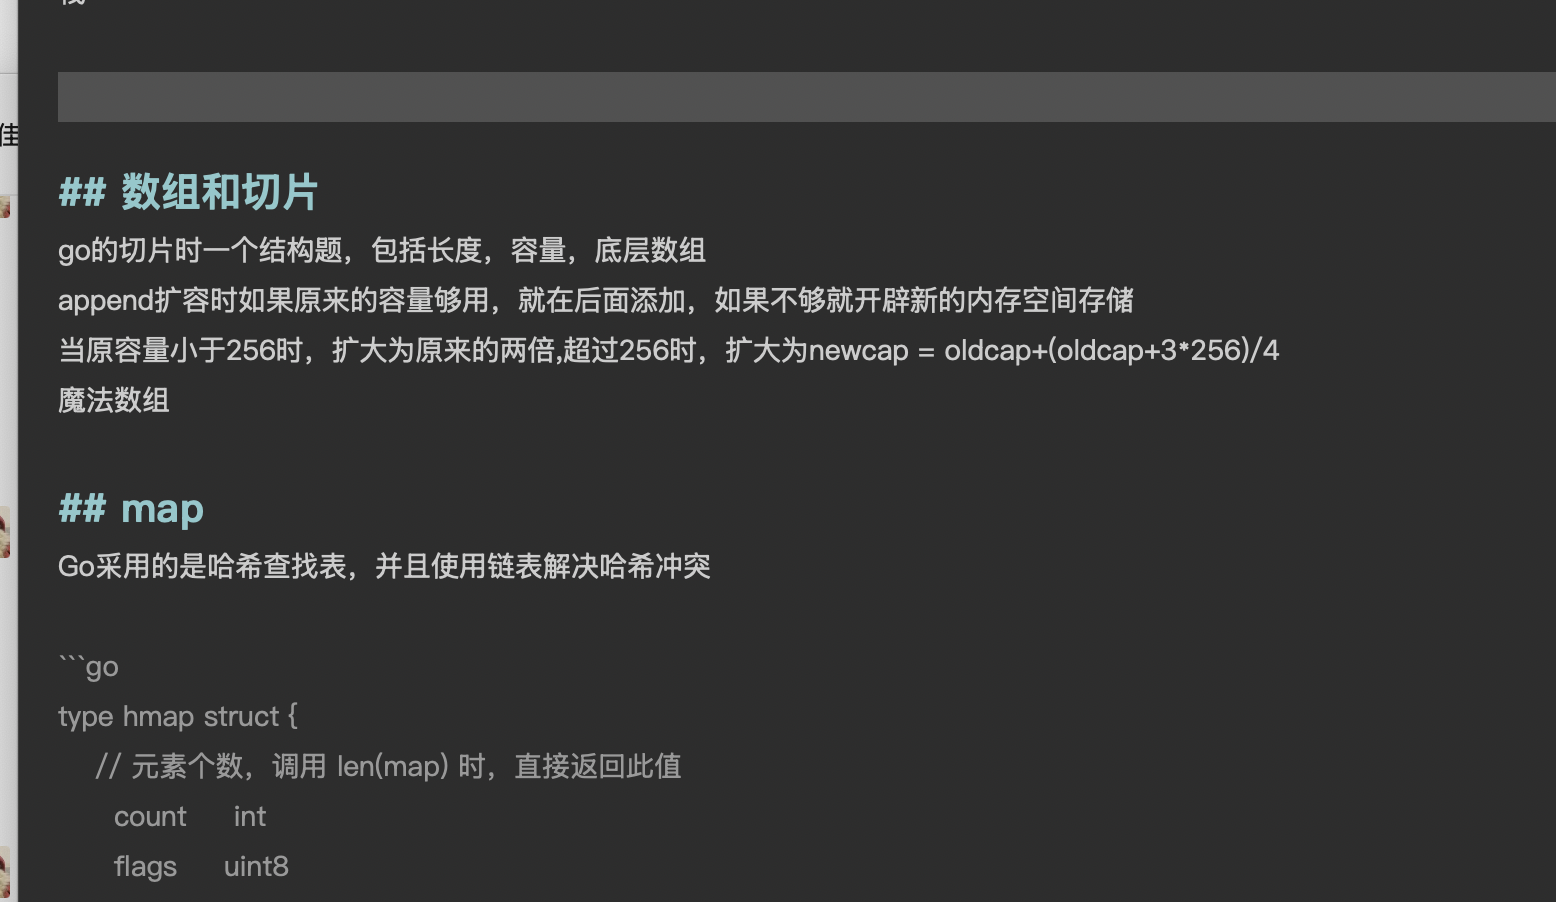 佳
## 数组和切片
go的切片时一个结构题，包括长度，容量，底层数组
append扩容时如果原来的容量够用，就在后面添加，如果不够就开辟新的内存空间存储
当原容量小于256时，扩大为原来的两倍,超过256时，扩大为newcap = oldcap+(oldcap+3*256)/4
魔法数组
## map
Go采用的是哈希查找表，并且使用链表解决哈希冲突
```go
type hmap struct {
// 元素个数，调用 len(map) 时，直接返回此值
count int
flags uint8